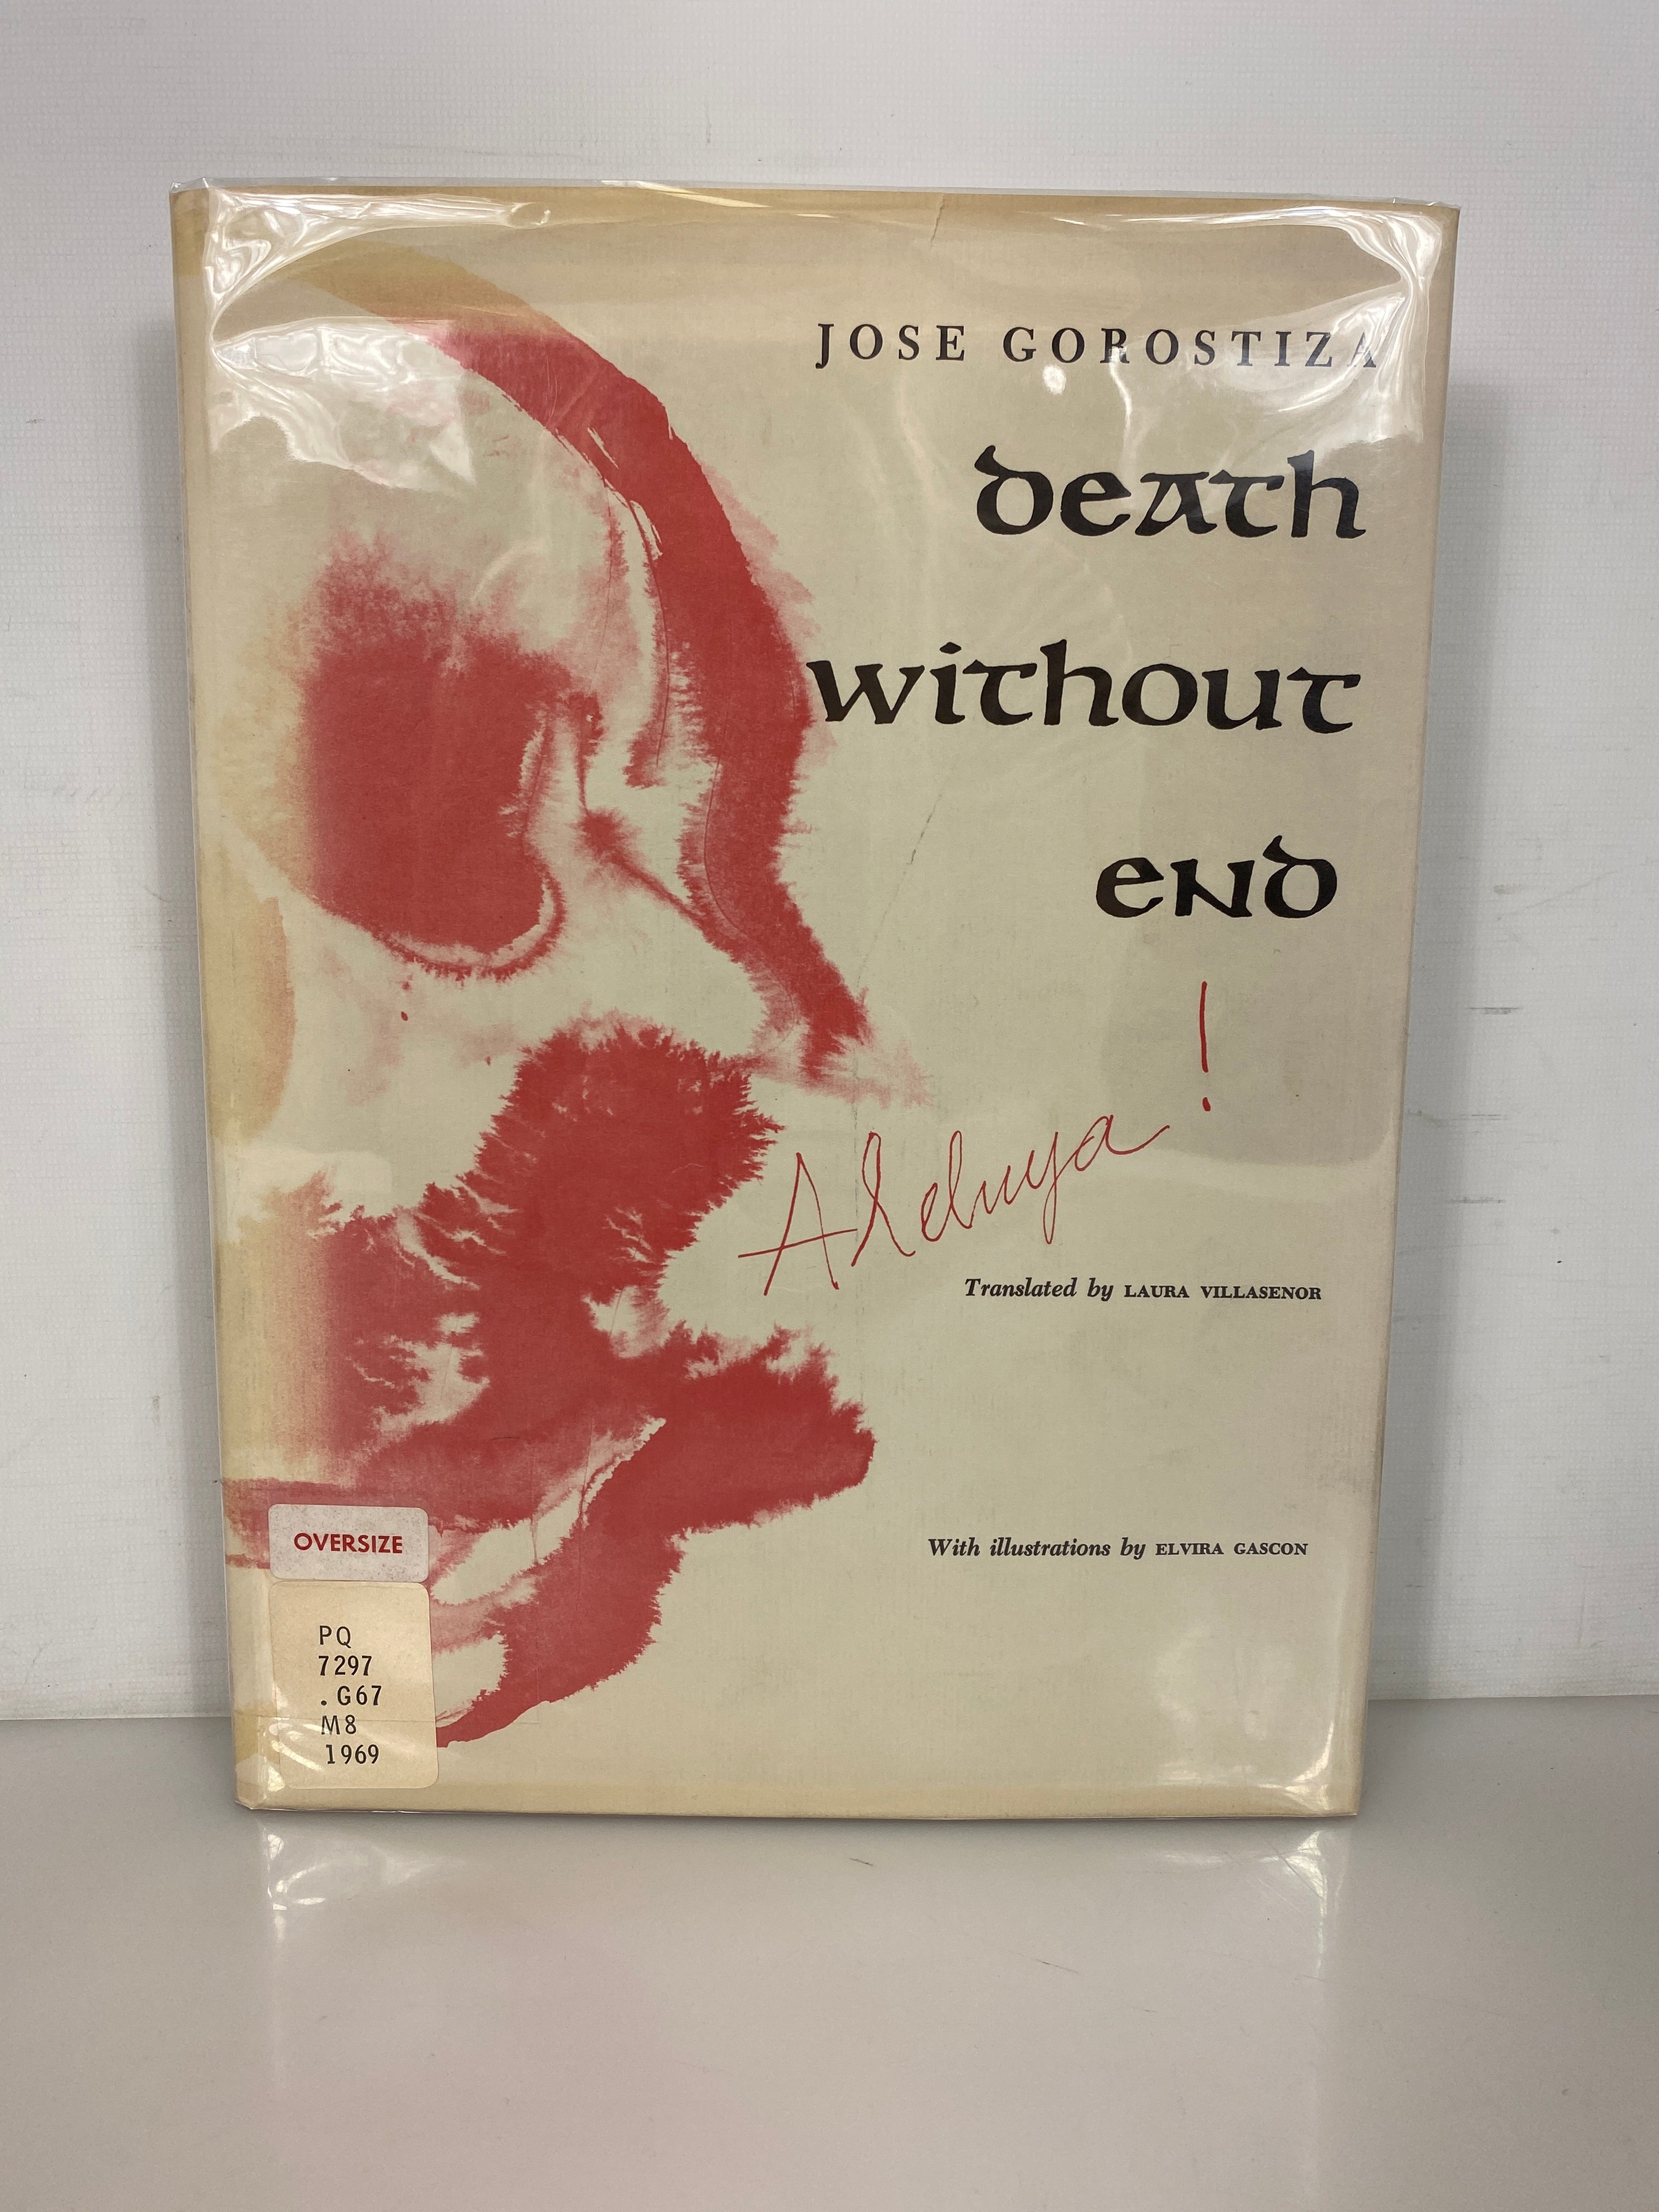 JOSE GOROSTIZA
death
without
end
Aleluya!
Translated by LAURA VILLASENOR
With illustrations by ELVIRA GASCON
OVERSIZE
PQ
7297
.G67
M8
1969